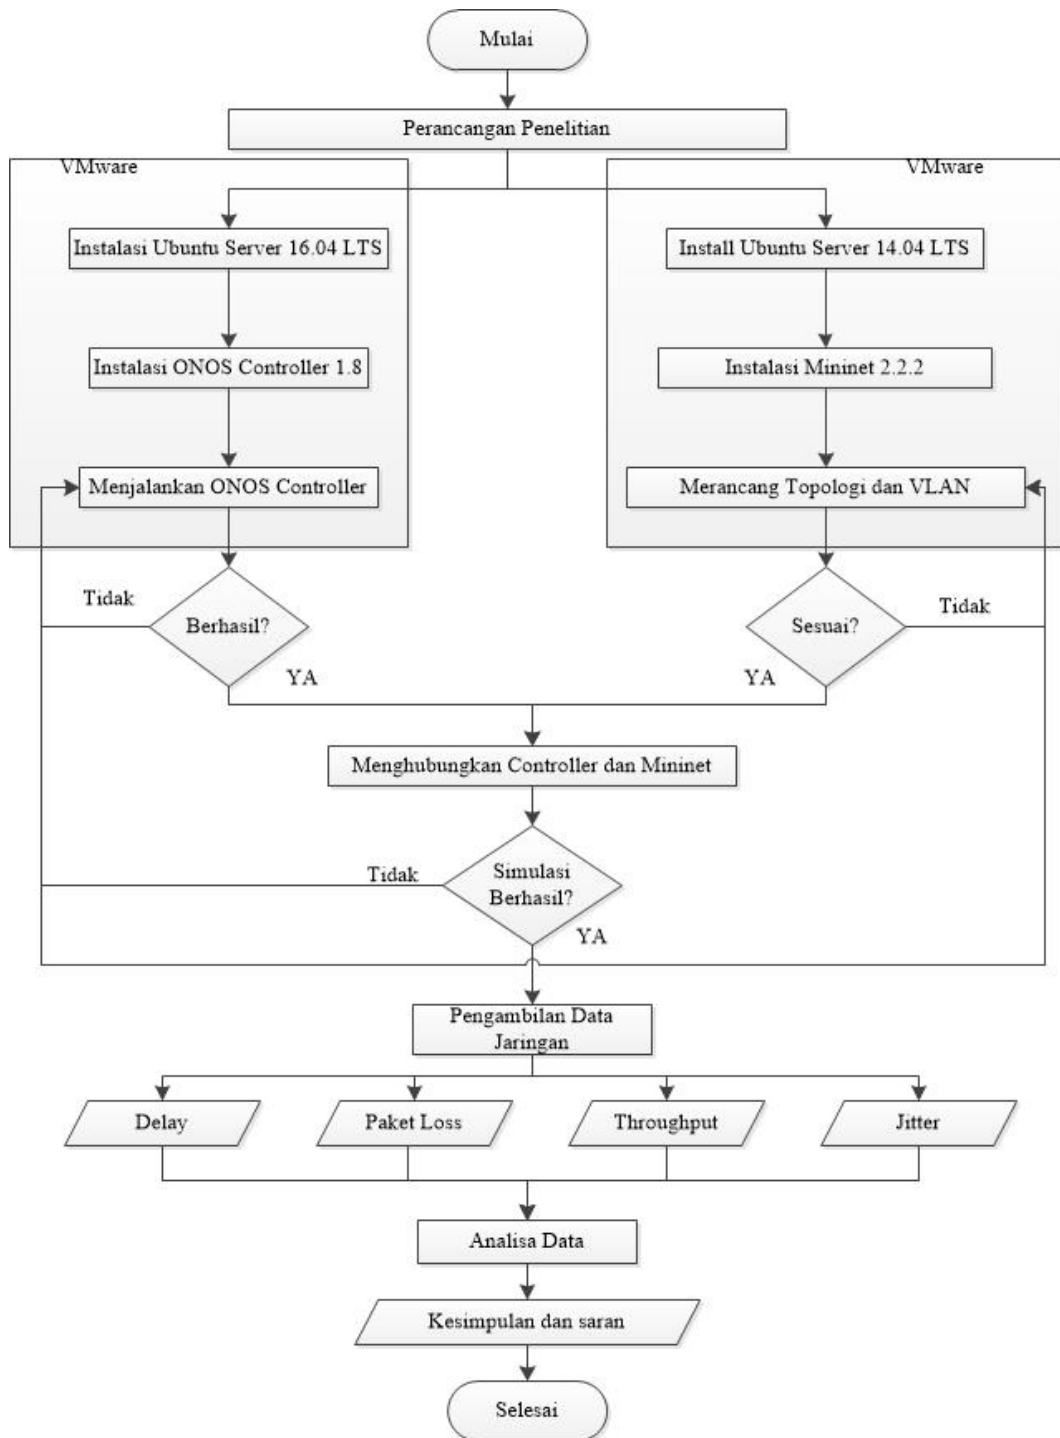 Mulai
Perancangan Penelitian
VMware
VMware
Instalasi Ubuntu Server 16.04 LTS
Install Ubuntu Server 14.04 LTS
Instalasi ONOS Controller 1.8
Instalasi Mininet 2.2.2
Menjalankan ONOS Controller
Merancang Topologi dan VLAN
Tidak
Berhasil?
YA
Sesuai?
Tidak
YA
Menghubungkan Controller dan Mininet
Tidak
Simulasi
Berhasil?
YA
Pengambilan Data
Jaringan
Delay
Paket Loss
Throughput
Jitter
Analisa Data
Kesimpulan dan saran
Selesai